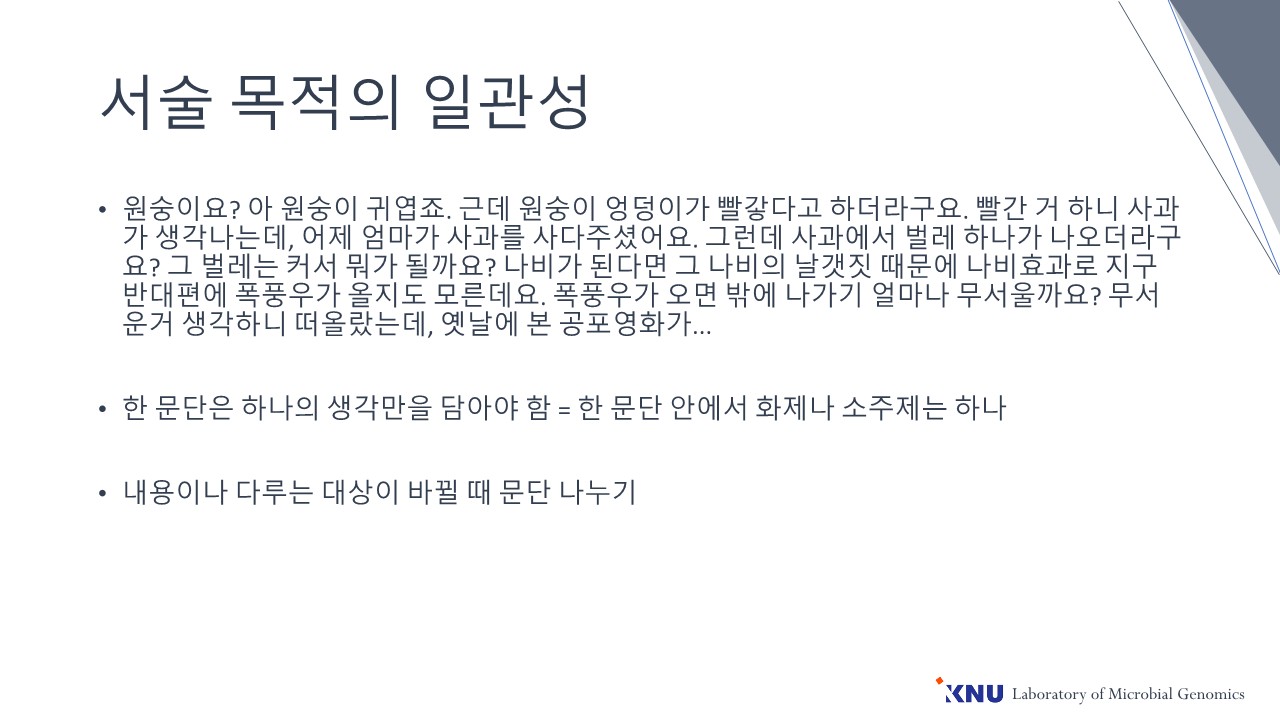 서술 목적의 일관성
• 원숭이요? 아 원숭이 귀엽죠. 근데 원숭이 엉덩이가 빨갛다고 하더라구요. 빨간 거 하니 사과
가 생각나는데, 어제 엄마가 사과를 사다주셨어요. 그런데 사과에서 벌레 하나가 나오더라구
요? 그 벌레는 커서 뭐가 될까요? 나비가 된다면 그 나비의 날갯짓 때문에 나비효과로 지구
반대편에 폭풍우가 올지도 모른데요. 폭풍우가 오면 밖에 나가기 얼마나 무서울까요? 무서
운거 생각하니 떠올랐는데, 옛날에 본 공포영화가...
• 한 문단은 하나의 생각만을 담아야 함 = 한 문단 안에서 화제나 소주제는 하나
• 내용이나 다루는 대상이 바뀔 때 문단 나누기
KNU Laboratory of Microbial Genomics